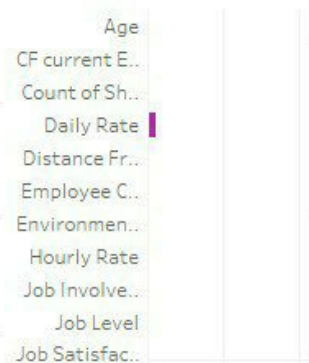 Age
CF current E..
Count of Sh..
Daily Rate
Distance Fr..
Employee C..
Environmen..
Hourly Rate
Job Involve..
Job Level
Job Satisfac..